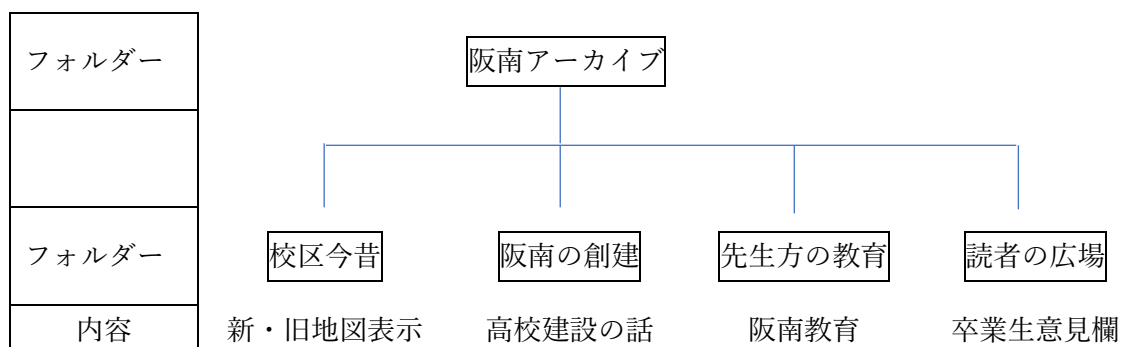 フォルダー 阪南アーカイブ
フォルダー 校区今昔 阪南の創建 先生方の教育 読者の広場
内容 新・旧地図表示 高校建設の話 阪南教育 卒業生意見欄